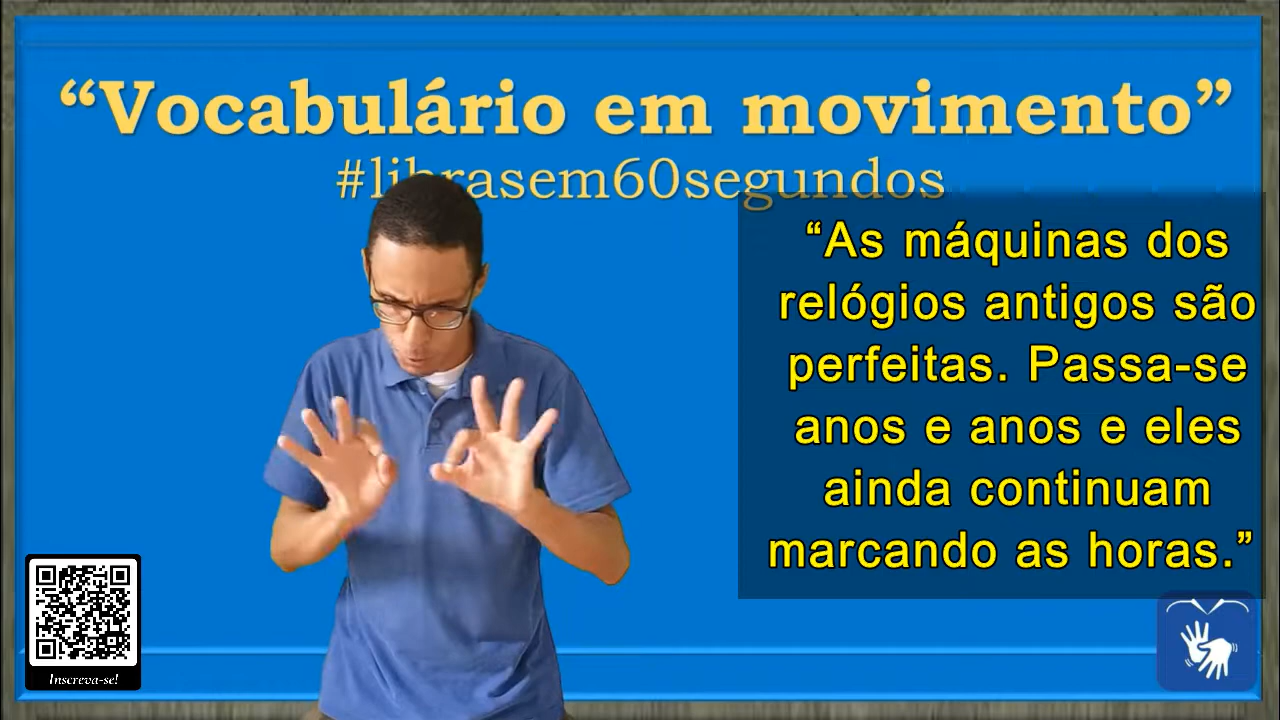 “Vocabulário em movimento”
#librasem60segundos
“As máquinas dos
relógios antigos são
perfeitas. Passa-se
anos e anos e eles
ainda continuam
marcando as horas.”
Inscreva-se!